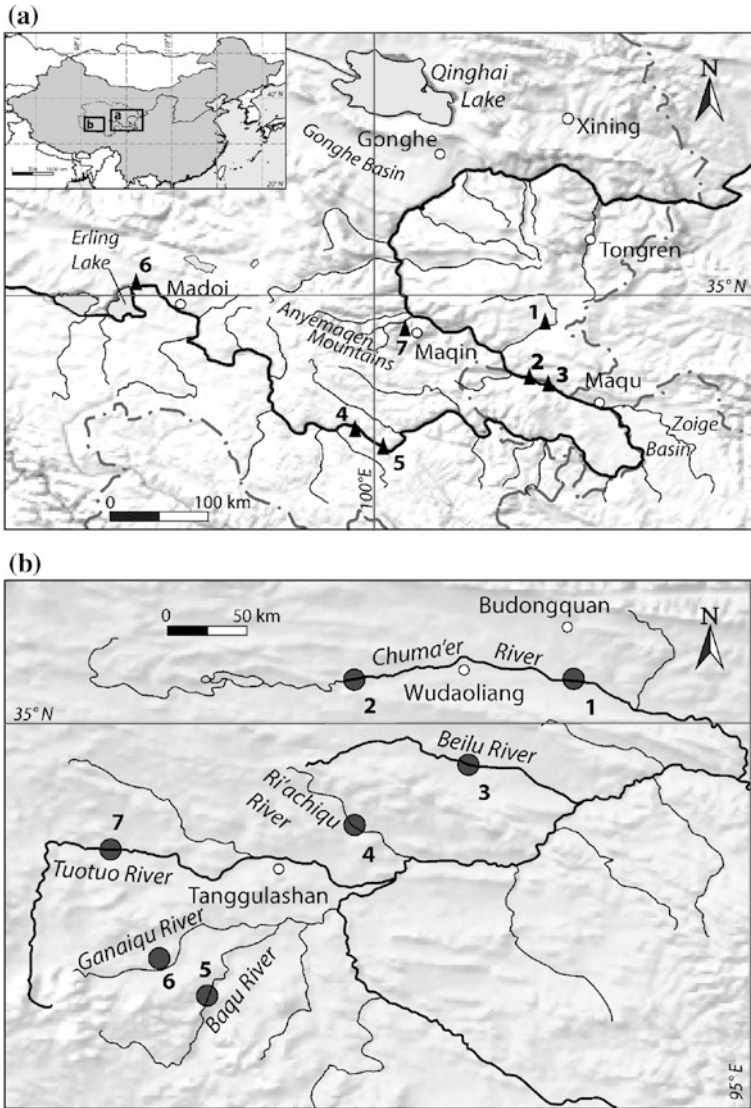 (a)
40° N
20° N
a
b
Qinghai
Lake
N
Xining
Gonghe
Gonghe Basin
Tongren
Erling
Lake
6
Madoi
35° N
1
Anyemaqen
Mountains
7
Maqin
2
3
Maqu
4
Zoige
Basin
5
100°E
0
100 km
(b)
0
50 km
Budongquan
N
Chuma'er
River
Wudaoliang
2
1
35° N
Beilu River
3
Ri'achiqu
River
4
7
Tuotuo River
Tanggulashan
Ganaiqu River
6
5
Baqu River
95° E